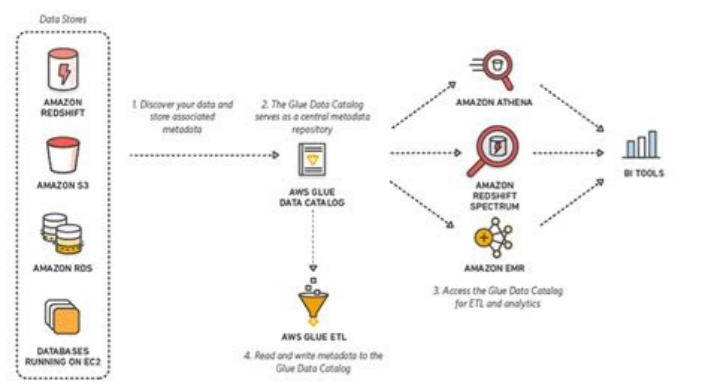 Data Stores
AMAZON
REDSHIFT
AMAZON S3
AMAZON RDS
DATABASES
RUNNING ON EC2
1. Discover your data and
store associated
metadata
2. The Glue Data Catalog
serves as a central metadata
repository
AWS GLUE
DATA CATALOG
AWS GLUE ETL
4. Read and write metadata to the
Glue Data Catalog
AMAZON ATHENA
AMAZON
REDSHIFT
SPECTRUM
AMAZON EMR
3. Access the Glue Data Catalog
for ETL and analytics
BI TOOLS